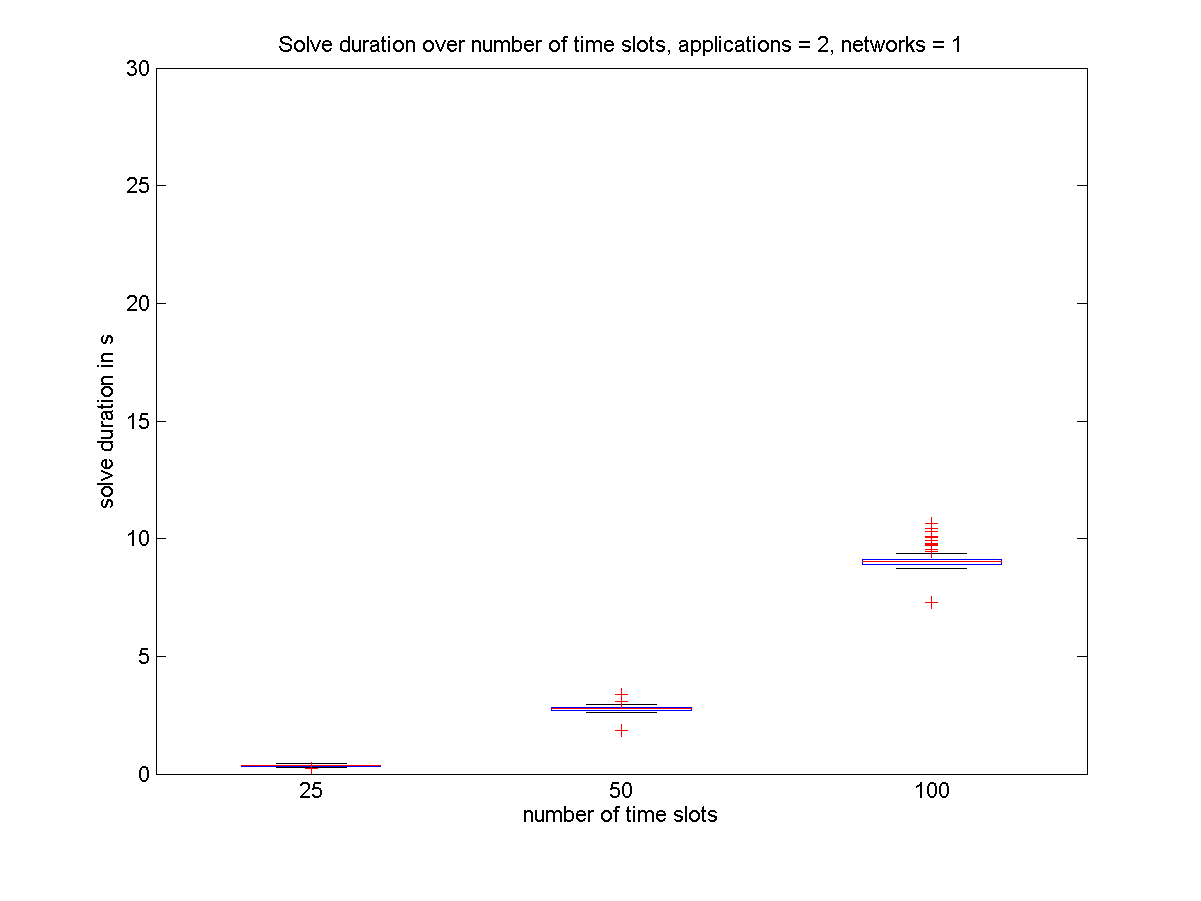 Solve duration over number of time slots, applications = 2, networks = 1
30
25
20
15
10
5
0
solve duration in s
25 50 100
number of time slots